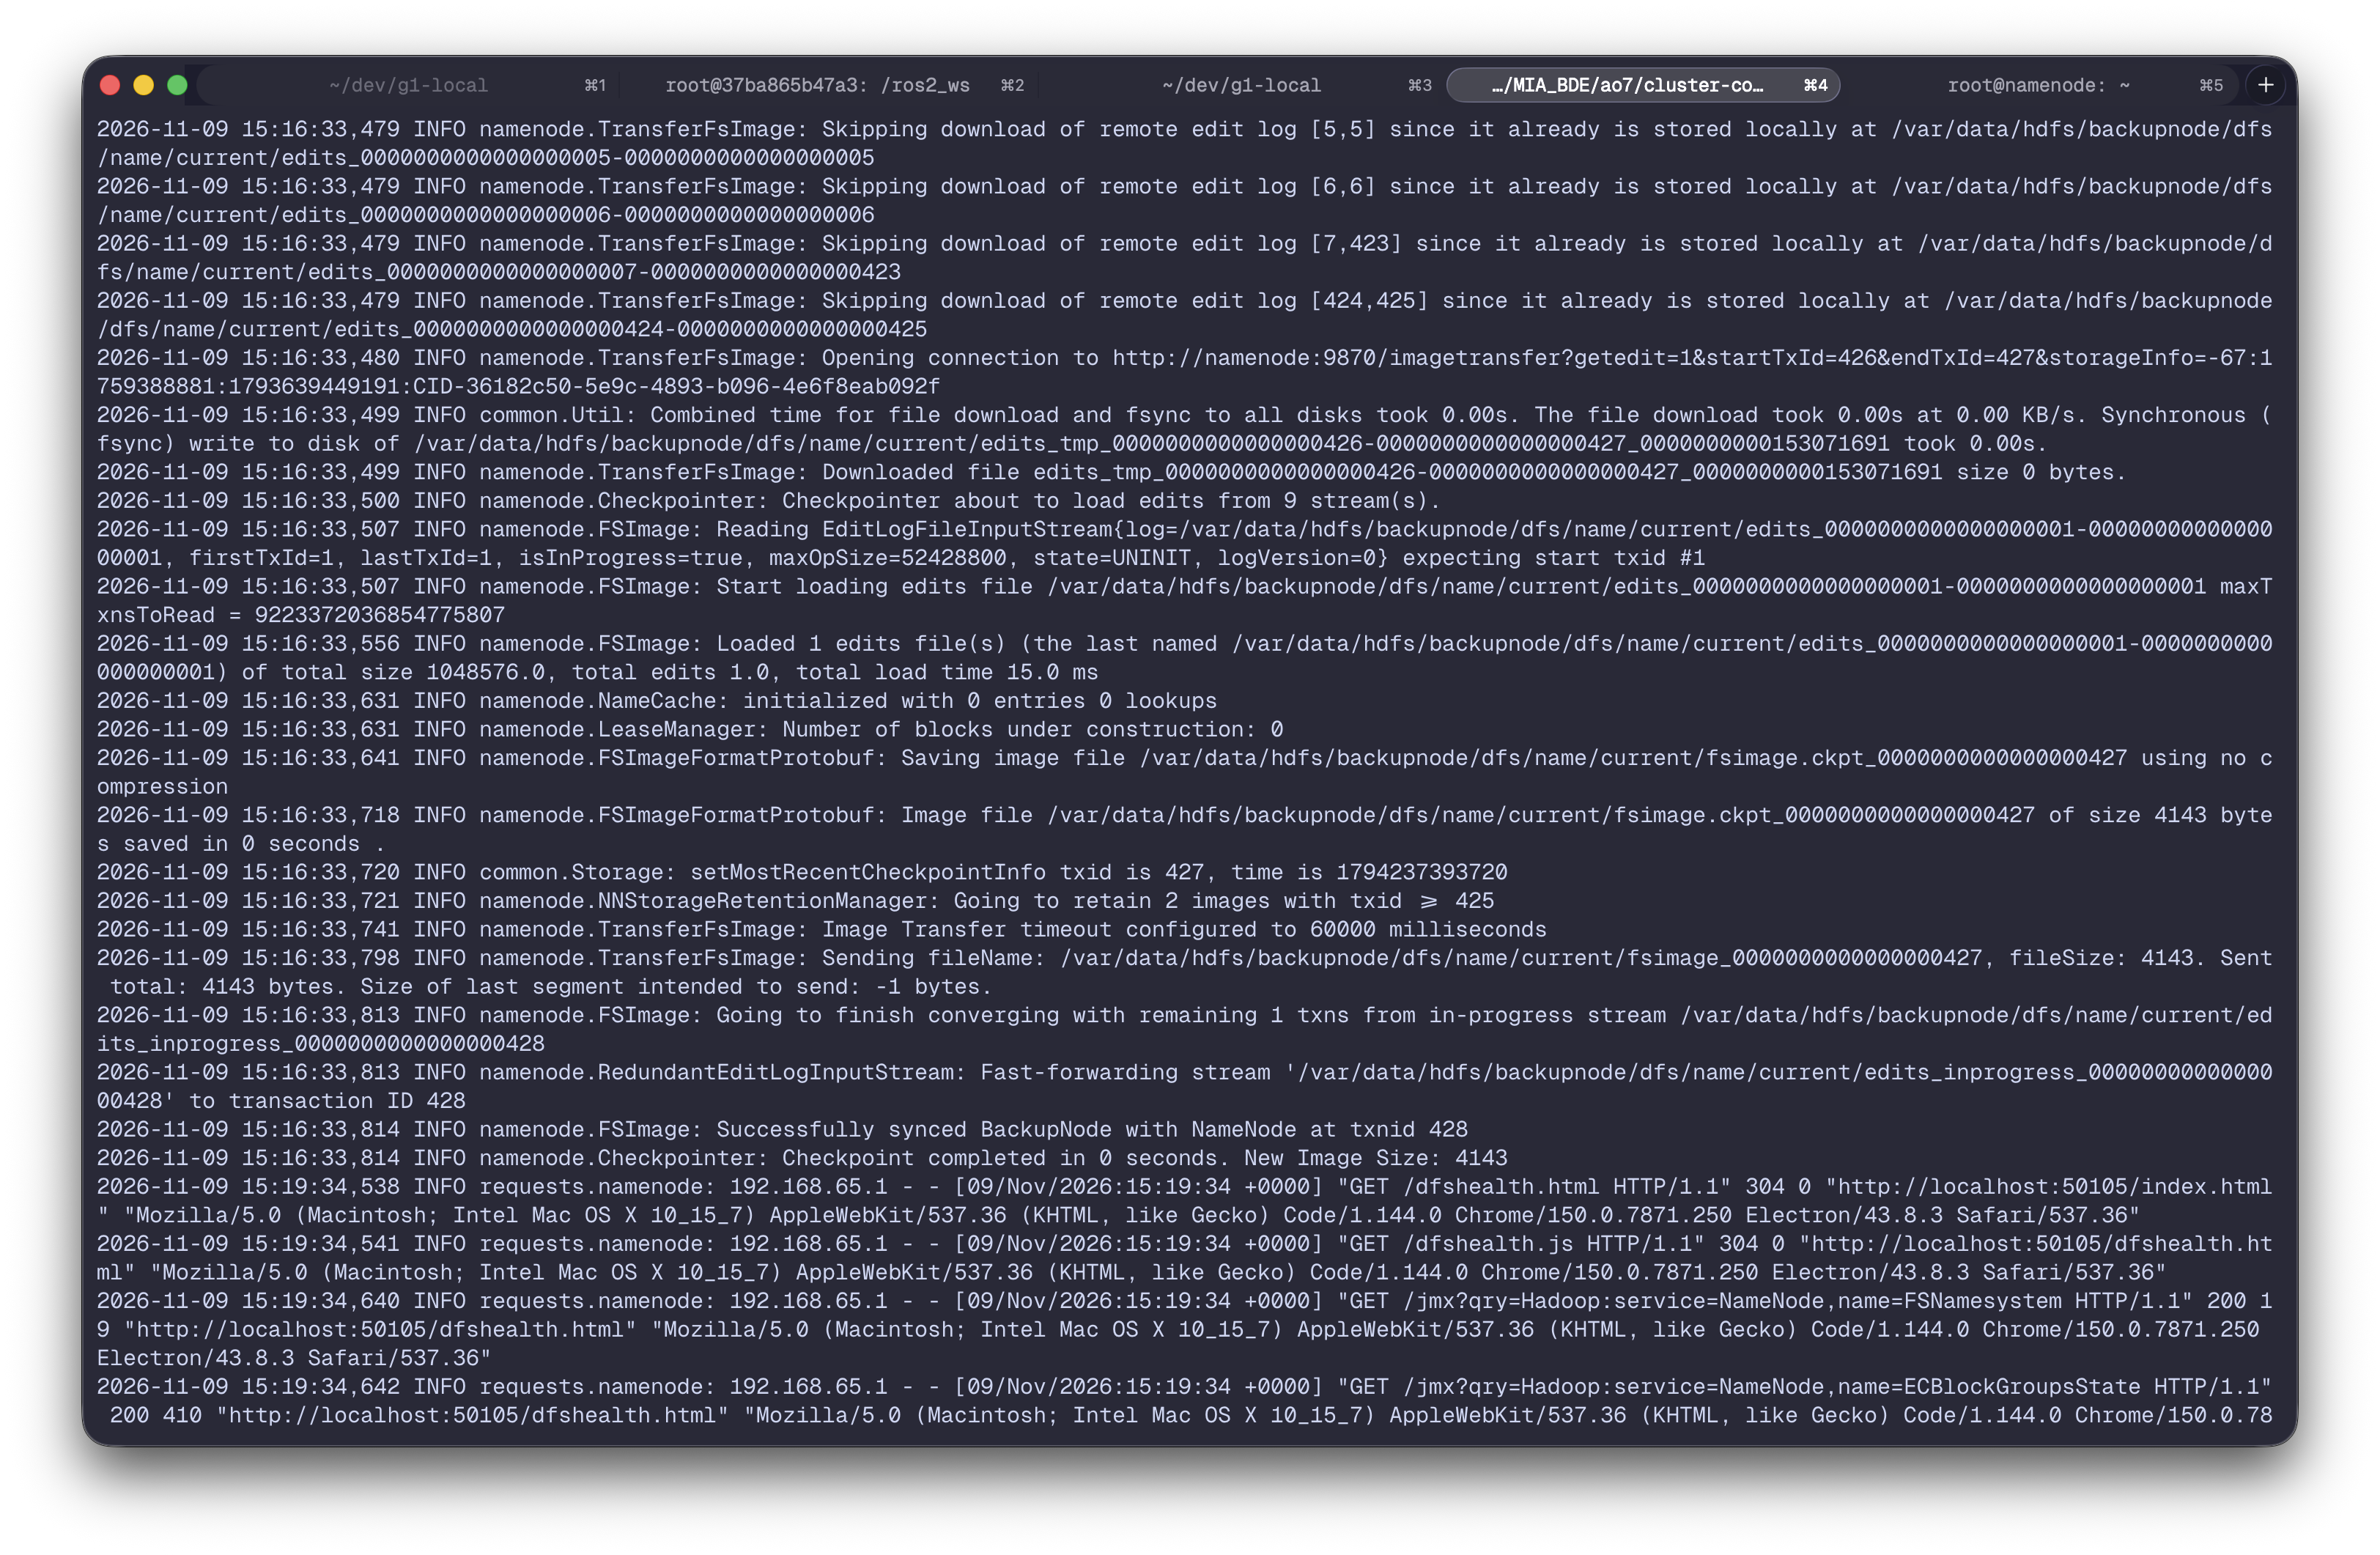 ~/dev/g1-local ⌘1 root@37ba865b47a3: /ros2_ws ⌘2 ~/dev/g1-local ⌘3 …/MIA_BDE/ao7/cluster-co… ⌘4 root@namenode: ~ ⌘5 +
2026-11-09 15:16:33,479 INFO namenode.TransferFsImage: Skipping download of remote edit log [5,5] since it already is stored locally at /var/data/hdfs/backupnode/dfs
/name/current/edits_0000000000000000005-0000000000000000005
2026-11-09 15:16:33,479 INFO namenode.TransferFsImage: Skipping download of remote edit log [6,6] since it already is stored locally at /var/data/hdfs/backupnode/dfs
/name/current/edits_0000000000000000006-0000000000000000006
2026-11-09 15:16:33,479 INFO namenode.TransferFsImage: Skipping download of remote edit log [7,423] since it already is stored locally at /var/data/hdfs/backupnode/d
fs/name/current/edits_0000000000000000007-0000000000000000423
2026-11-09 15:16:33,479 INFO namenode.TransferFsImage: Skipping download of remote edit log [424,425] since it already is stored locally at /var/data/hdfs/backupnode
/dfs/name/current/edits_0000000000000000424-0000000000000000425
2026-11-09 15:16:33,480 INFO namenode.TransferFsImage: Opening connection to http://namenode:9870/imagetransfer?getedit=1&startTxId=426&endTxId=427&storageInfo=-67:1
759388881:1793639449191:CID-36182c50-5e9c-4893-b096-4e6f8eab092f
2026-11-09 15:16:33,499 INFO common.Util: Combined time for file download and fsync to all disks took 0.00s. The file download took 0.00s at 0.00 KB/s. Synchronous (
fsync) write to disk of /var/data/hdfs/backupnode/dfs/name/current/edits_tmp_0000000000000000426-0000000000000000427_0000000000153071691 took 0.00s.
2026-11-09 15:16:33,499 INFO namenode.TransferFsImage: Downloaded file edits_tmp_0000000000000000426-0000000000000000427_0000000000153071691 size 0 bytes.
2026-11-09 15:16:33,500 INFO namenode.Checkpointer: Checkpointer about to load edits from 9 stream(s).
2026-11-09 15:16:33,507 INFO namenode.FSImage: Reading EditLogFileInputStream{log=/var/data/hdfs/backupnode/dfs/name/current/edits_0000000000000000001-00000000000000
00001, firstTxId=1, lastTxId=1, isInProgress=true, maxOpSize=52428800, state=UNINIT, logVersion=0} expecting start txid #1
2026-11-09 15:16:33,507 INFO namenode.FSImage: Start loading edits file /var/data/hdfs/backupnode/dfs/name/current/edits_0000000000000000001-0000000000000000001 maxT
xnsToRead = 9223372036854775807
2026-11-09 15:16:33,556 INFO namenode.FSImage: Loaded 1 edits file(s) (the last named /var/data/hdfs/backupnode/dfs/name/current/edits_0000000000000000001-0000000000
000000001) of total size 1048576.0, total edits 1.0, total load time 15.0 ms
2026-11-09 15:16:33,631 INFO namenode.NameCache: initialized with 0 entries 0 lookups
2026-11-09 15:16:33,631 INFO namenode.LeaseManager: Number of blocks under construction: 0
2026-11-09 15:16:33,641 INFO namenode.FSImageFormatProtobuf: Saving image file /var/data/hdfs/backupnode/dfs/name/current/fsimage.ckpt_0000000000000000427 using no c
ompression
2026-11-09 15:16:33,718 INFO namenode.FSImageFormatProtobuf: Image file /var/data/hdfs/backupnode/dfs/name/current/fsimage.ckpt_0000000000000000427 of size 4143 byte
s saved in 0 seconds .
2026-11-09 15:16:33,720 INFO common.Storage: setMostRecentCheckpointInfo txid is 427, time is 1794237393720
2026-11-09 15:16:33,721 INFO namenode.NNStorageRetentionManager: Going to retain 2 images with txid >= 425
2026-11-09 15:16:33,741 INFO namenode.TransferFsImage: Image Transfer timeout configured to 60000 milliseconds
2026-11-09 15:16:33,798 INFO namenode.TransferFsImage: Sending fileName: /var/data/hdfs/backupnode/dfs/name/current/fsimage_0000000000000000427, fileSize: 4143. Sent
 total: 4143 bytes. Size of last segment intended to send: -1 bytes.
2026-11-09 15:16:33,813 INFO namenode.FSImage: Going to finish converging with remaining 1 txns from in-progress stream /var/data/hdfs/backupnode/dfs/name/current/ed
its_inprogress_0000000000000000428
2026-11-09 15:16:33,813 INFO namenode.RedundantEditLogInputStream: Fast-forwarding stream '/var/data/hdfs/backupnode/dfs/name/current/edits_inprogress_00000000000000
00428' to transaction ID 428
2026-11-09 15:16:33,814 INFO namenode.FSImage: Successfully synced BackupNode with NameNode at txnid 428
2026-11-09 15:16:33,814 INFO namenode.Checkpointer: Checkpoint completed in 0 seconds. New Image Size: 4143
2026-11-09 15:19:34,538 INFO requests.namenode: 192.168.65.1 - - [09/Nov/2026:15:19:34 +0000] "GET /dfshealth.html HTTP/1.1" 304 0 "http://localhost:50105/index.html
" "Mozilla/5.0 (Macintosh; Intel Mac OS X 10_15_7) AppleWebKit/537.36 (KHTML, like Gecko) Code/1.144.0 Chrome/150.0.7871.250 Electron/43.8.3 Safari/537.36"
2026-11-09 15:19:34,541 INFO requests.namenode: 192.168.65.1 - - [09/Nov/2026:15:19:34 +0000] "GET /dfshealth.js HTTP/1.1" 304 0 "http://localhost:50105/dfshealth.ht
ml" "Mozilla/5.0 (Macintosh; Intel Mac OS X 10_15_7) AppleWebKit/537.36 (KHTML, like Gecko) Code/1.144.0 Chrome/150.0.7871.250 Electron/43.8.3 Safari/537.36"
2026-11-09 15:19:34,640 INFO requests.namenode: 192.168.65.1 - - [09/Nov/2026:15:19:34 +0000] "GET /jmx?qry=Hadoop:service=NameNode,name=FSNamesystem HTTP/1.1" 200 1
9 "http://localhost:50105/dfshealth.html" "Mozilla/5.0 (Macintosh; Intel Mac OS X 10_15_7) AppleWebKit/537.36 (KHTML, like Gecko) Code/1.144.0 Chrome/150.0.7871.250
Electron/43.8.3 Safari/537.36"
2026-11-09 15:19:34,642 INFO requests.namenode: 192.168.65.1 - - [09/Nov/2026:15:19:34 +0000] "GET /jmx?qry=Hadoop:service=NameNode,name=ECBlockGroupsState HTTP/1.1"
 200 410 "http://localhost:50105/dfshealth.html" "Mozilla/5.0 (Macintosh; Intel Mac OS X 10_15_7) AppleWebKit/537.36 (KHTML, like Gecko) Code/1.144.0 Chrome/150.0.78